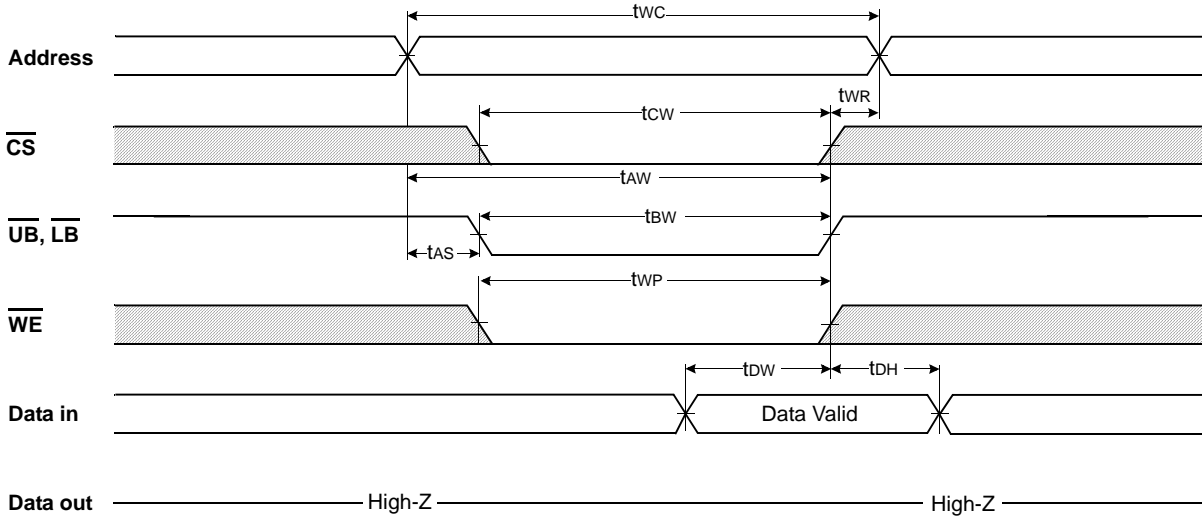 tWC
Address
tCW
tWR
CS
tAW
UB, LB
tBW
tAS
tWP
WE
tDW
tDH
Data in
Data Valid
Data out
High-Z
High-Z